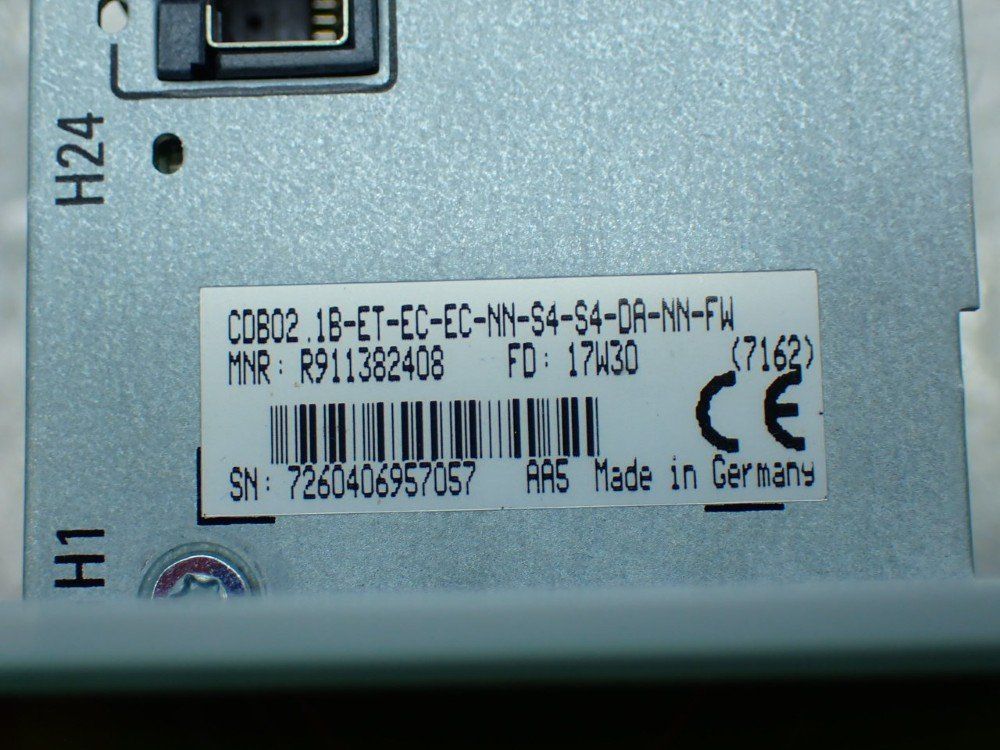 H24
CDB02.1B-ET-EC-EC-NN-S4-S4-DA-NN-FW
MNR: R911382408 FD: 17W30 (7162)
CE
SN: 7260406957057 AA5 Made in Germany
H1